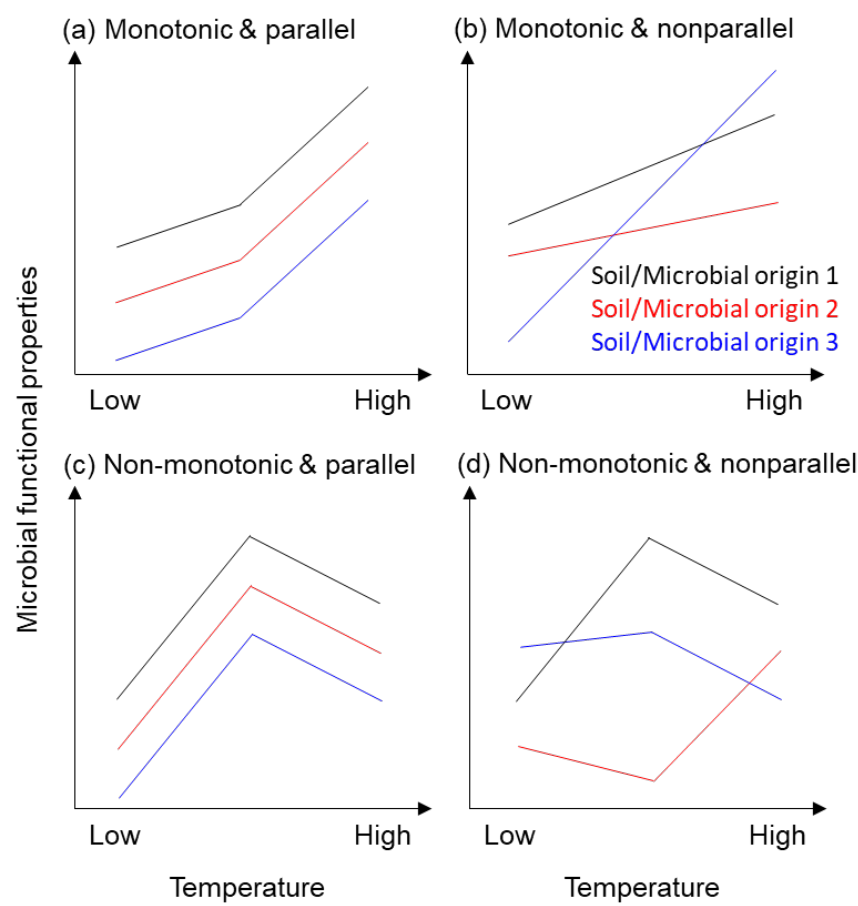 (a) Monotonic & parallel
(b) Monotonic & nonparallel
Soil/Microbial origin 1
Soil/Microbial origin 2
Soil/Microbial origin 3
Low
High
Low
High
Microbial functional properties
(c) Non-monotonic & parallel
(d) Non-monotonic & nonparallel
Low
High
Low
High
Temperature
Temperature